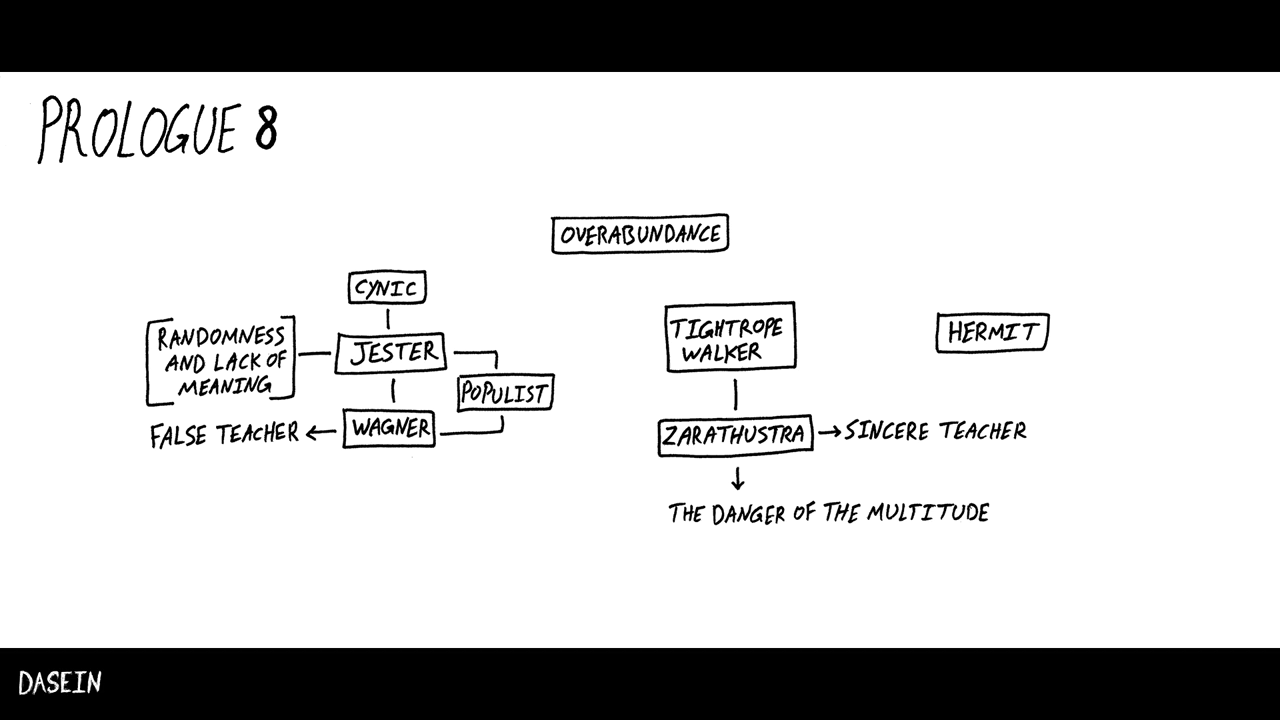 PROLOGUE 8
OVERABUNDANCE
CYNIC
RANDOMNESS
AND LACK OF
MEANING
JESTER
POPULIST
FALSE TEACHER
WAGNER
TIGHTROPE
WALKER
HERMIT
ZARATHUSTRA
SINCERE TEACHER
THE DANGER OF THE MULTITUDE
DASEIN